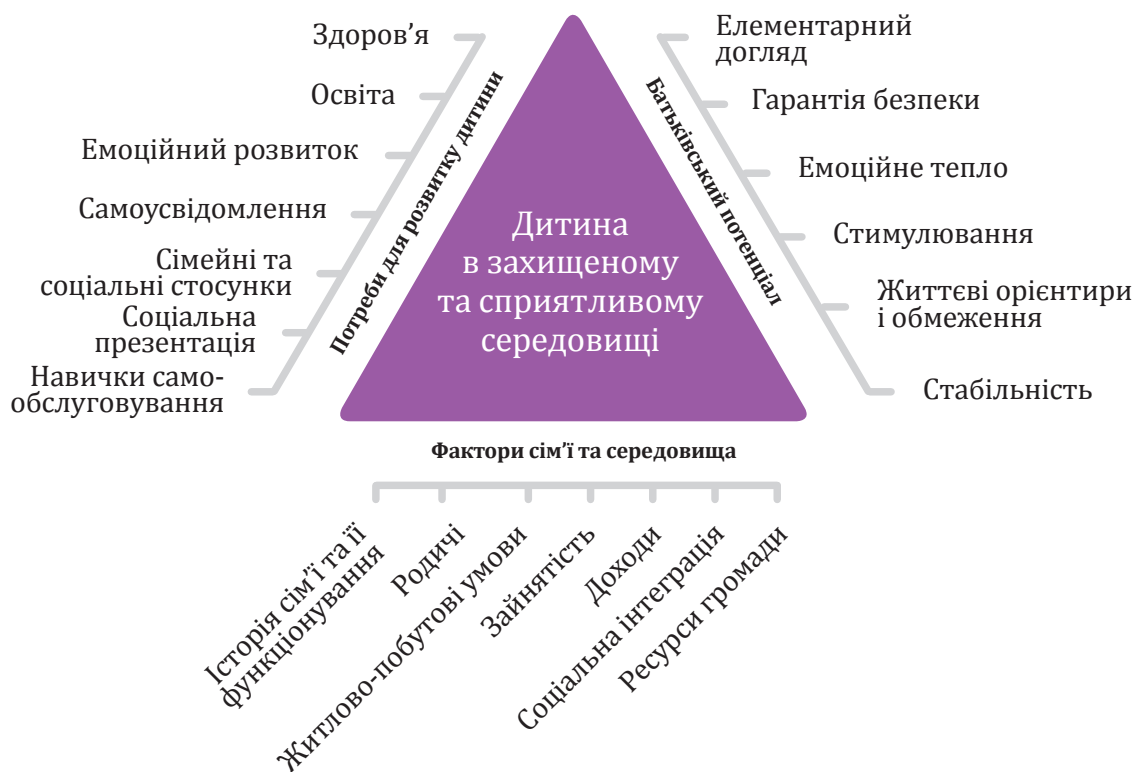 Здоров’я
Освіта
Емоційний розвиток
Самоусвідомлення
Сімейні та
соціальні стосунки
Соціальна
презентація
Навички само-
обслуговування
Потреби для розвитку дитини
Дитина
в захищеному
та сприятливому
середовищі
Батьківський потенціал
Елементарний
догляд
Гарантія безпеки
Емоційне тепло
Стимулювання
Життєві орієнтири
і обмеження
Стабільність
Фактори сім’ї та середовища
Історія сім’ї та її
функціонування
Родичі
Житлово-побутові умови
Зайнятість
Доходи
Соціальна інтеграція
Ресурси громади